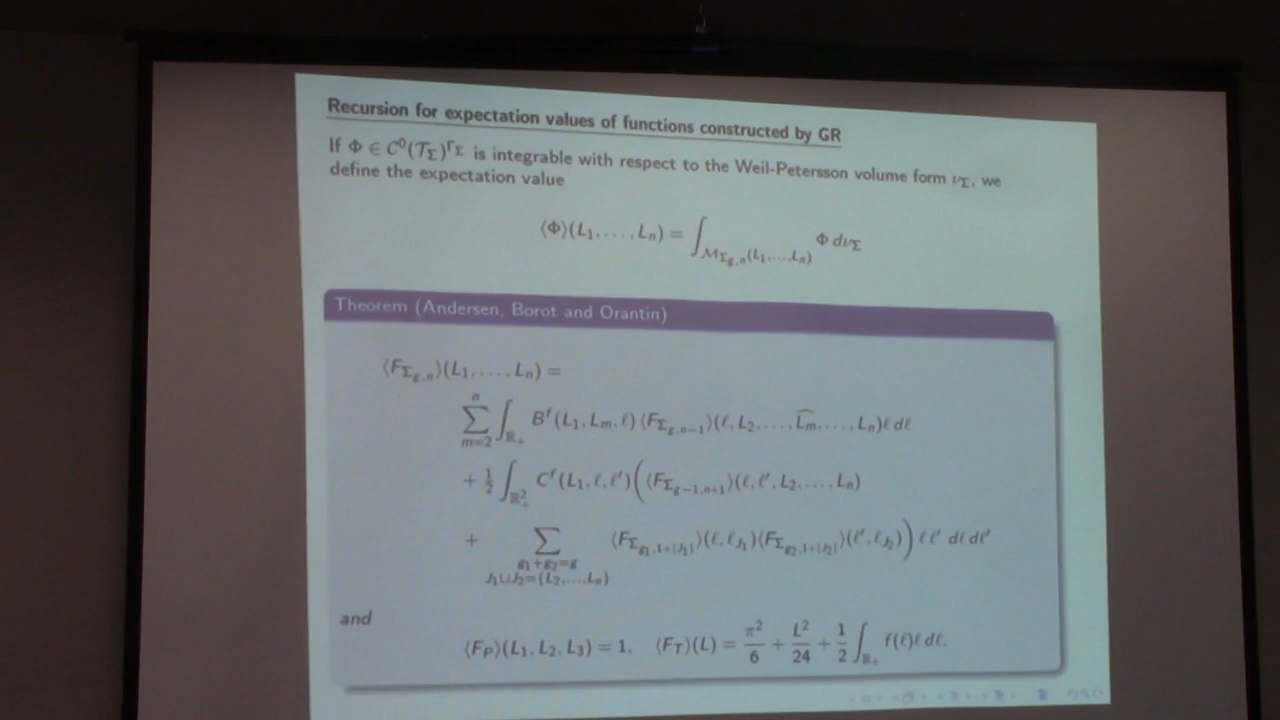 Recursion for expectation values of functions constructed by GR
If Φ ∈ C⁰(𝒯_Σ)^{Γ_Σ} is integrable with respect to the Weil-Petersson volume form ν_Σ, we
define the expectation value
⟨Φ⟩(L₁, . . . , Lₙ) = ∫_{ℳ_{Σ_{g,n}}(L₁,...,Lₙ)} Φ dν_Σ
Theorem (Andersen, Borot and Orantin)
⟨F_{Σ_{g,n}}⟩(L₁, . . . , Lₙ) =
∑_{m=2}^{n} ∫_{ℝ₊} B^f(L₁, L_m, ℓ) ⟨F_{Σ_{g,n−1}}⟩(ℓ, L₂, . . . , \widehat{L_m}, . . . , Lₙ)ℓ dℓ
+ ½ ∫_{ℝ₊²} C^f(L₁, ℓ, ℓ′)(⟨F_{Σ_{g−1,n+1}}⟩(ℓ, ℓ′, L₂, . . . , Lₙ)
+ ∑_{g₁+g₂=g, J₁⊔J₂={L₂,...,Lₙ}} ⟨F_{Σ_{g₁,1+|J₁|}}⟩(ℓ, ℓ_{J₁})⟨F_{Σ_{g₂,1+|J₂|}}⟩(ℓ′, ℓ_{J₂})) ℓℓ′ dℓ dℓ′
and
⟨F_P⟩(L₁, L₂, L₃) = 1, ⟨F_T⟩(L) = π²/6 + L²/24 + 1/2 ∫_{ℝ₊} f(ℓ)ℓ dℓ.